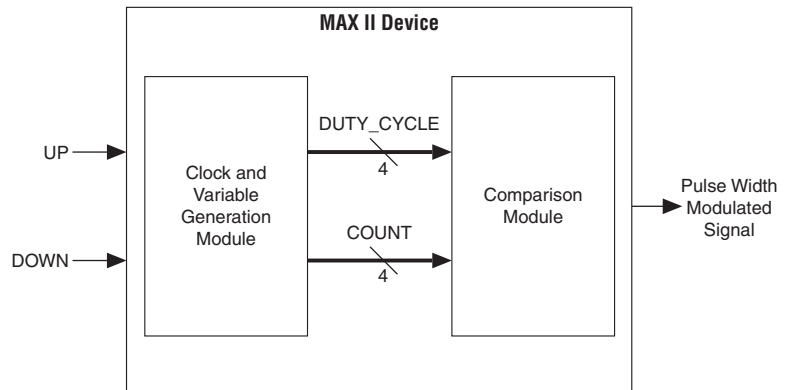 MAX II Device
UP
DOWN
Clock and
Variable
Generation
Module
DUTY_CYCLE
4
COUNT
4
Comparison
Module
Pulse Width
Modulated
Signal